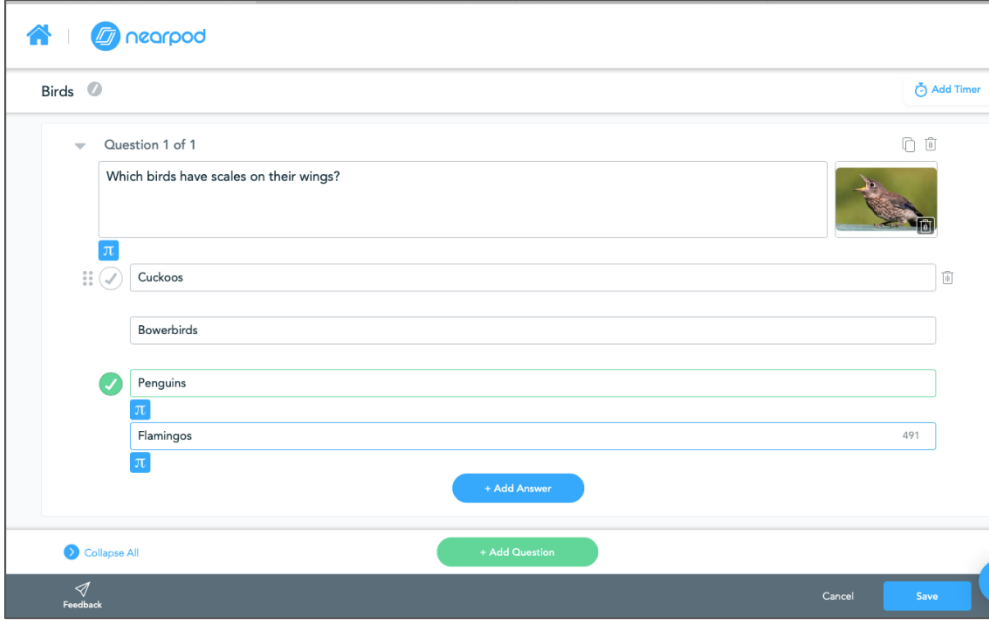 nearpod
Birds
Add Timer
Question 1 of 1
Which birds have scales on their wings?
π
Cuckoos
Bowerbirds
Penguins
π
Flamingos 491
π
+ Add Answer
Collapse All
+ Add Question
Feedback
Cancel
Save